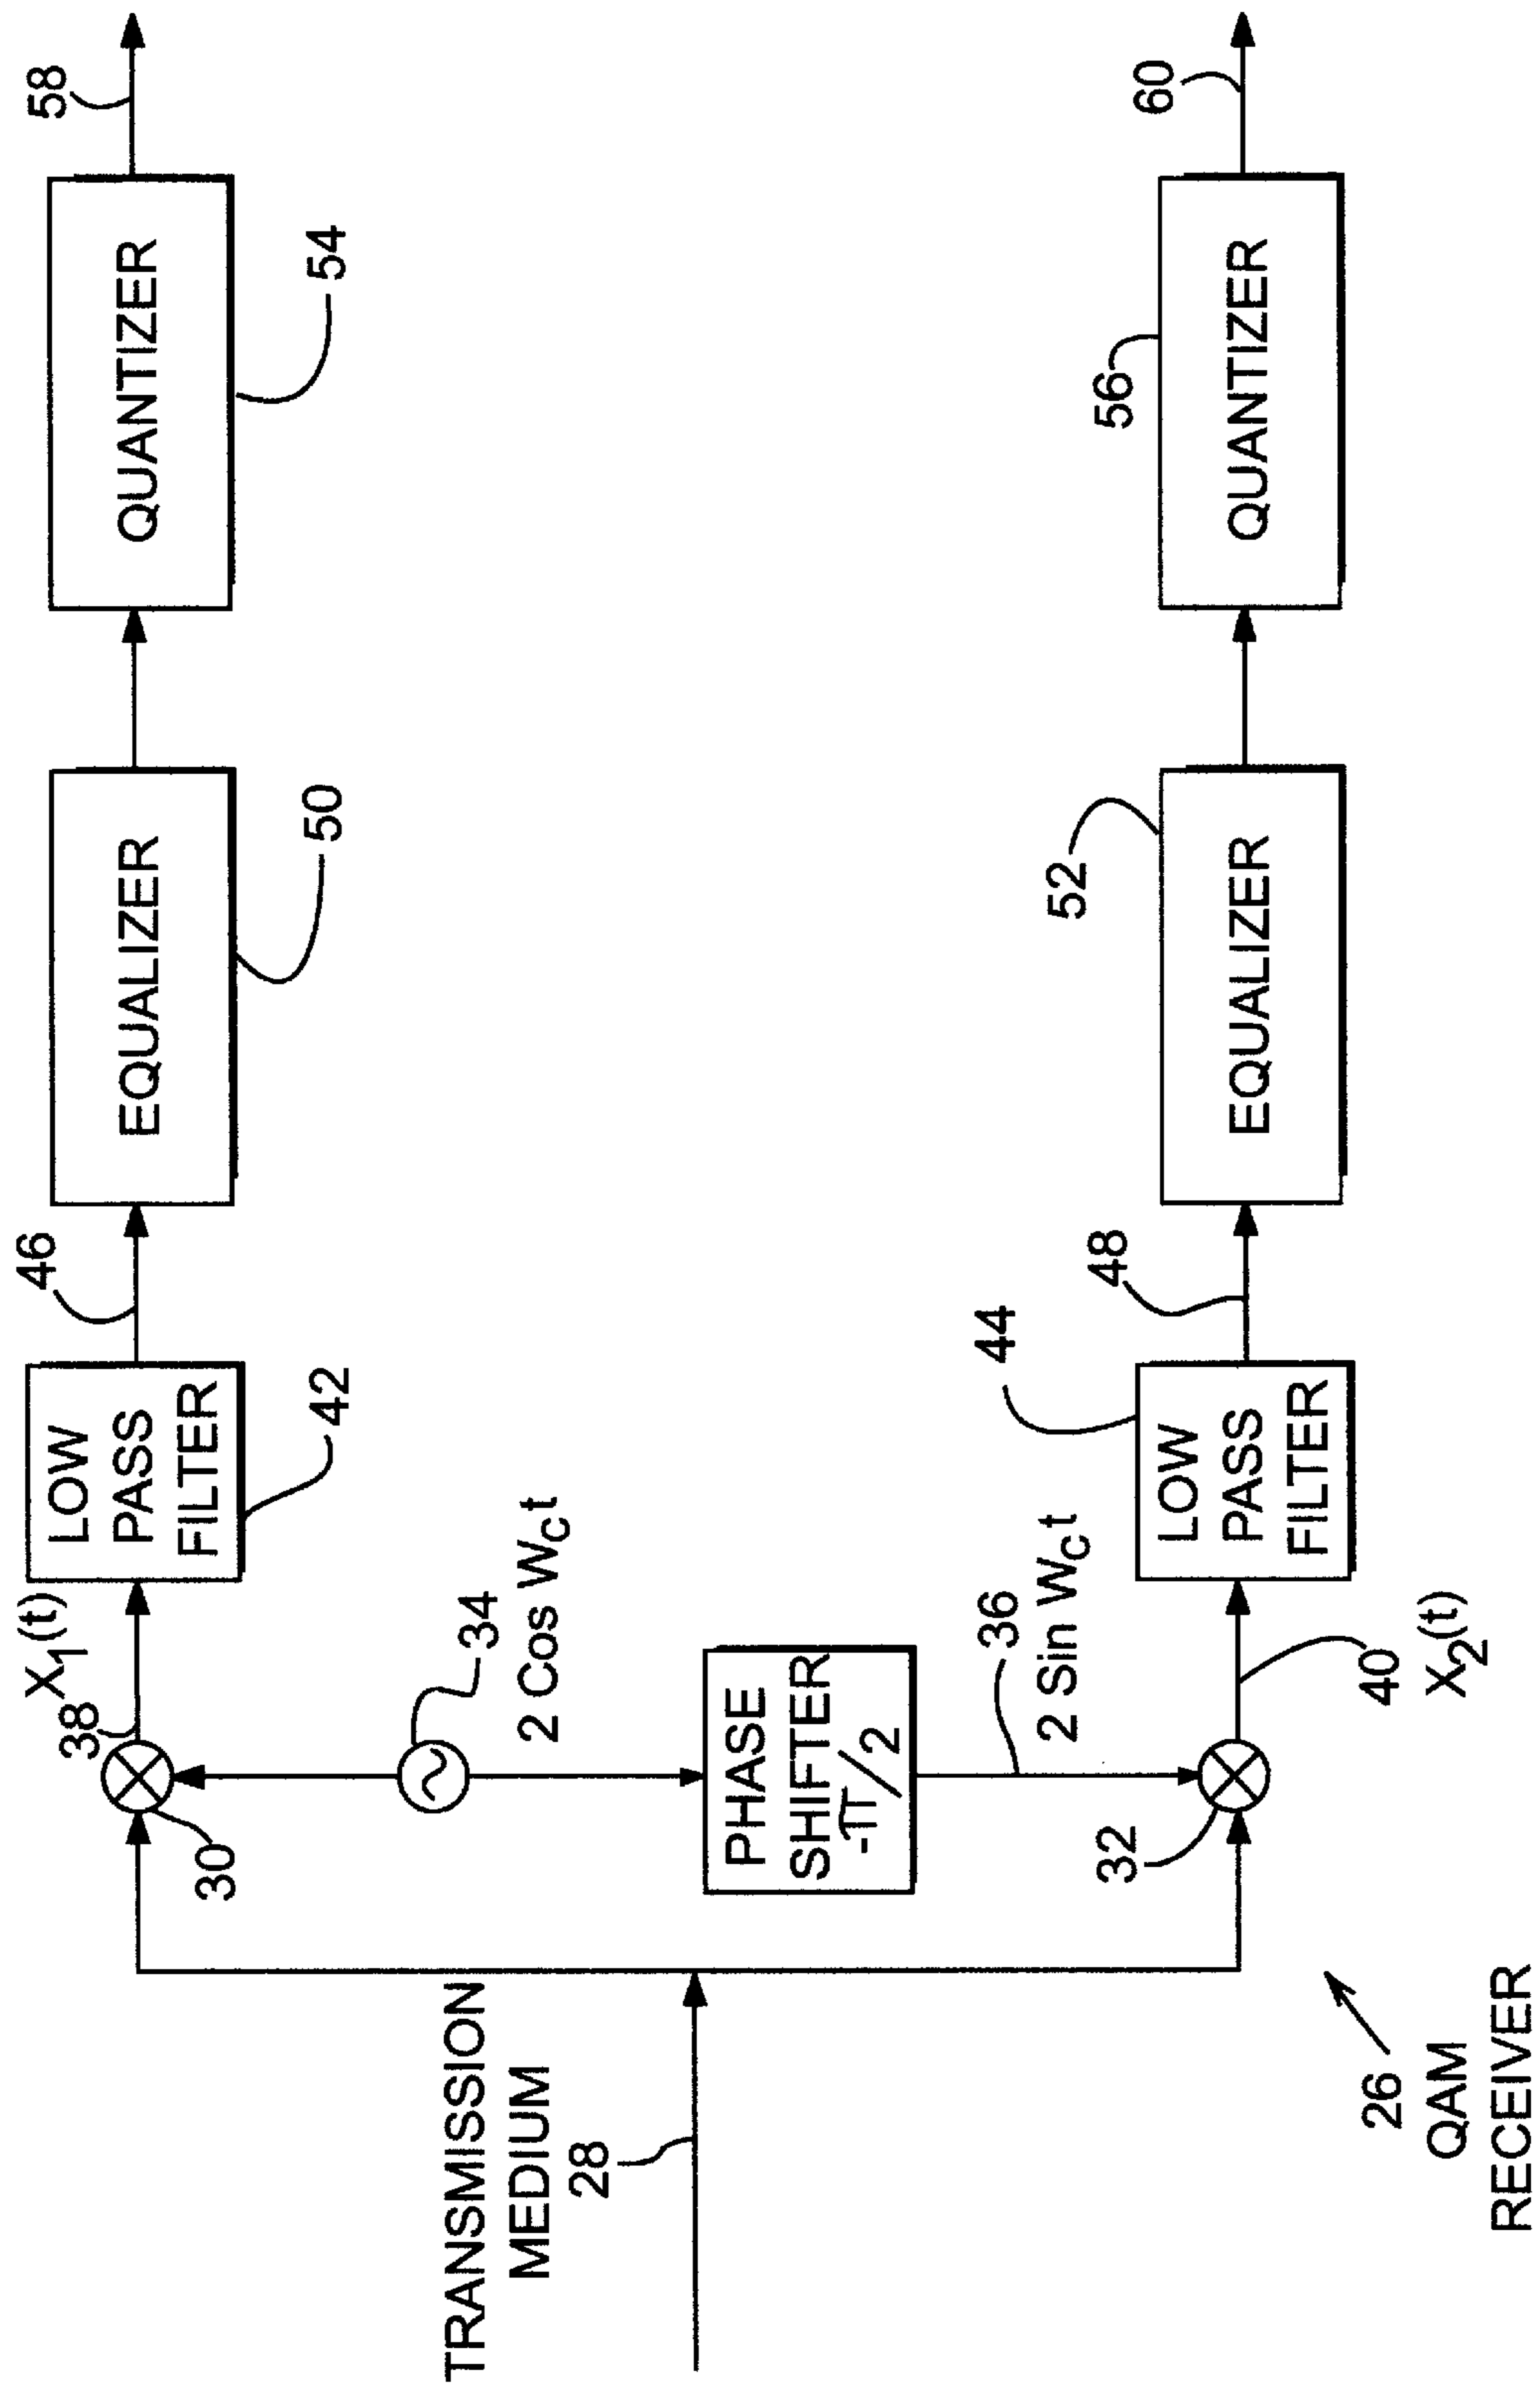 TRANSMISSION
MEDIUM
28
30
38
X1(t)
LOW
PASS
FILTER
42
46
EQUALIZER
50
QUANTIZER
54
58
34
2 Cos Wc t
PHASE
SHIFTER
-π/2
36
2 Sin Wc t
32
40
X2(t)
LOW
PASS
FILTER
44
48
EQUALIZER
52
QUANTIZER
56
60
26
QAM
RECEIVER